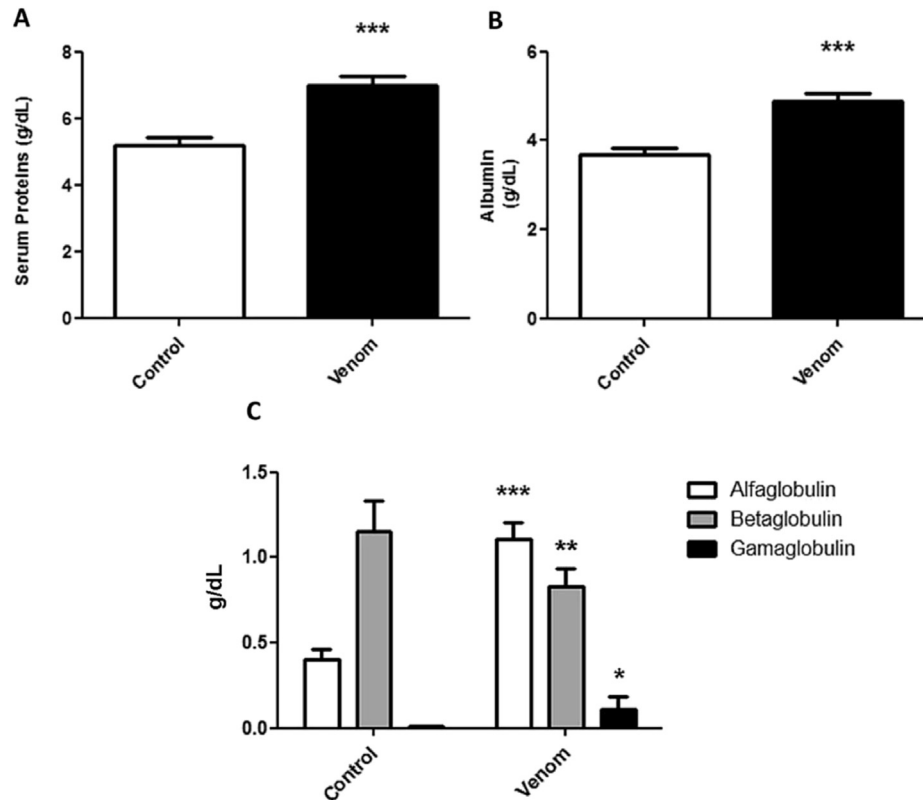 A
***
8
6
4
2
0
Serum Proteins (g/dL)
Control
Venom
B
***
6
4
2
0
Albumin
(g/dL)
Control
Venom
C
1.5
1.0
0.5
0.0
g/dL
***
**
*
Control
Venom
Alfaglobulin
Betaglobulin
Gamaglobulin